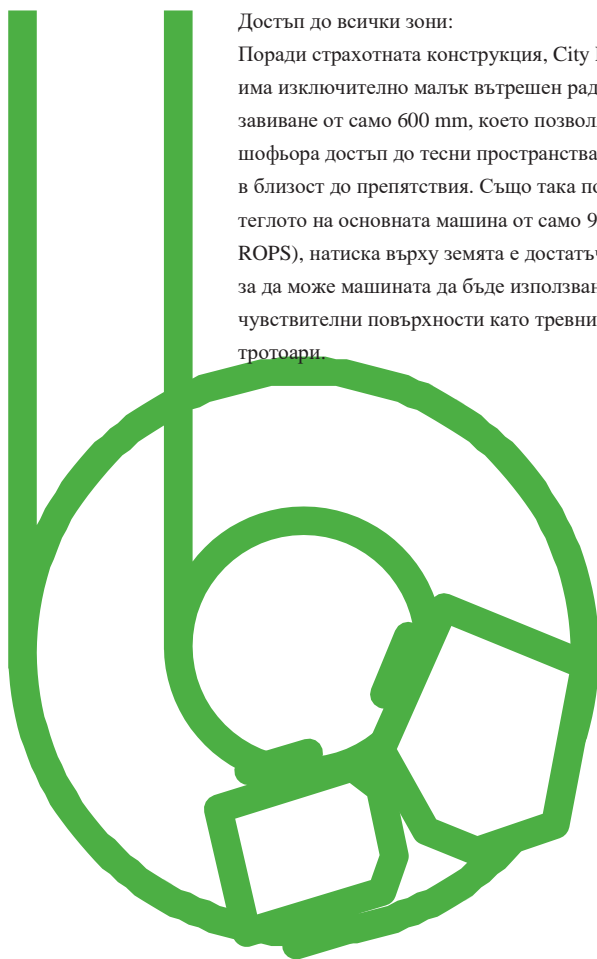 Достъп до всички зони:
Поради страхотната конструкция, City
има изключително малък вътрешен
завиване от само 600 mm, което
шофьора достъп до тесни пространства
в близост до препятствия. Също така
теглото на основната машина от само
ROPS), натиска върху земята е
за да може машината да бъде
чувствителни повърхности като
тротоари.